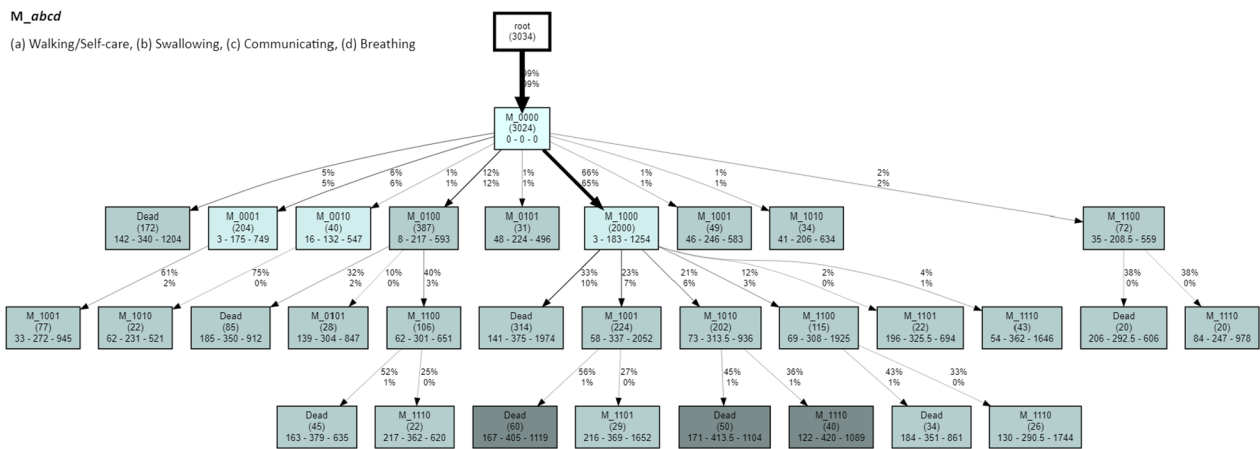 M_abcd
(a) Walking/Self-care, (b) Swallowing, (c) Communicating, (d) Breathing
root
(3034)
99%
99%
M_0000
(3024)
0 - 0 - 0
5%
5%
6%
6%
1%
1%
12%
12%
1%
1%
66%
65%
1%
1%
1%
1%
2%
2%
Dead
(172)
142 - 340 - 1204
M_0001
(204)
3 - 175 - 749
M_0010
(40)
16 - 132 - 547
M_0100
(387)
8 - 217 - 593
M_0101
(31)
48 - 224 - 496
M_1000
(2000)
3 - 183 - 1254
M_1001
(49)
46 - 246 - 583
M_1010
(34)
41 - 206 - 634
M_1100
(72)
35 - 208.5 - 559
61%
2%
75%
0%
32%
2%
10%
0%
40%
3%
33%
10%
23%
7%
21%
6%
12%
3%
2%
0%
4%
1%
38%
0%
38%
0%
M_1001
(77)
33 - 272 - 945
M_1010
(22)
62 - 231 - 521
Dead
(85)
185 - 350 - 912
M_0101
(28)
139 - 304 - 847
M_1100
(106)
62 - 301 - 651
Dead
(314)
141 - 375 - 1974
M_1001
(224)
58 - 337 - 2052
M_1010
(202)
73 - 313.5 - 936
M_1100
(115)
69 - 308 - 1925
M_1101
(22)
196 - 325.5 - 694
M_1110
(43)
54 - 362 - 1646
Dead
(20)
206 - 292.5 - 606
M_1110
(20)
84 - 247 - 978
52%
1%
25%
0%
56%
1%
27%
0%
45%
1%
36%
1%
43%
1%
33%
0%
Dead
(45)
163 - 379 - 635
M_1110
(22)
217 - 362 - 620
Dead
(60)
167 - 405 - 1119
M_1101
(29)
216 - 369 - 1652
Dead
(50)
171 - 413.5 - 1104
M_1110
(40)
122 - 420 - 1089
Dead
(34)
184 - 351 - 861
M_1110
(26)
130 - 290.5 - 1744